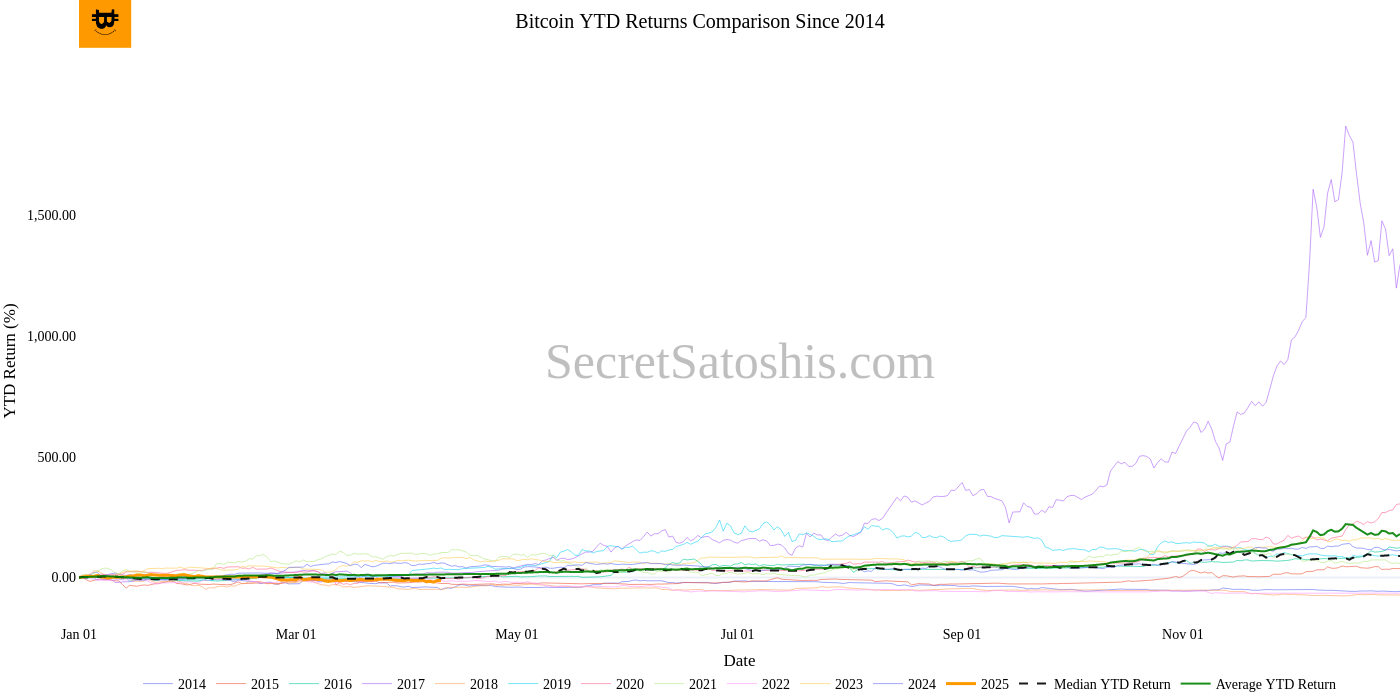 Bitcoin YTD Returns Comparison Since 2014
YTD Return (%)
1,500.00
1,000.00
500.00
0.00
SecretSatoshis.com
Jan 01 Mar 01 May 01 Jul 01 Sep 01 Nov 01
Date
2014 2015 2016 2017 2018 2019 2020 2021 2022 2023 2024 2025 Median YTD Return Average YTD Return